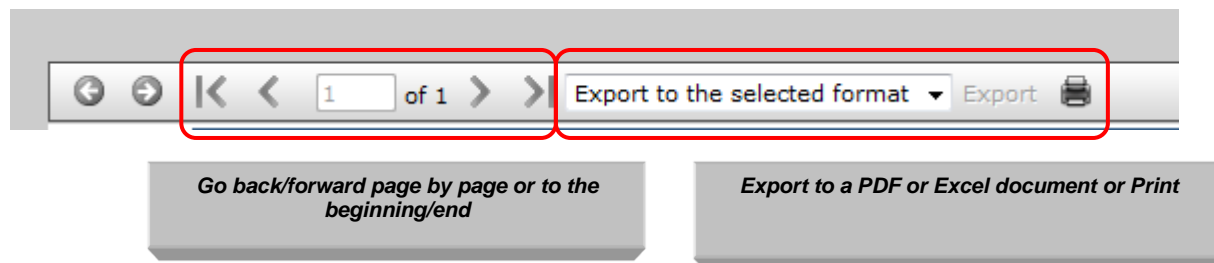 1 of 1 Export to the selected format Export
Go back/forward page by page or to the
beginning/end
Export to a PDF or Excel document or Print